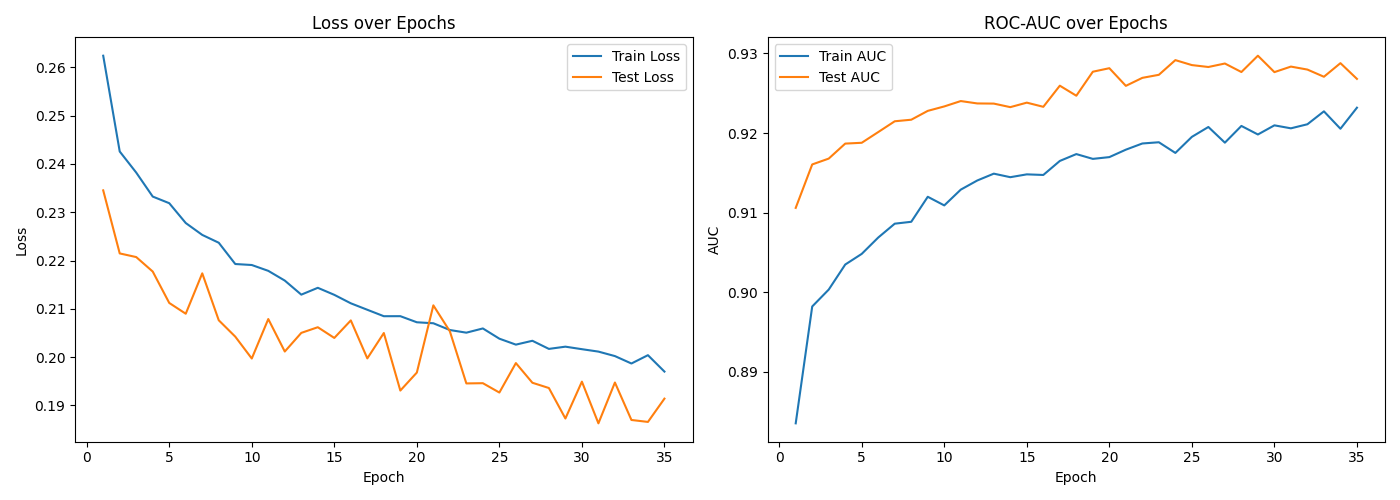 Loss over Epochs
Train Loss
Test Loss
0.26
0.25
0.24
0.23
0.22
0.21
0.20
0.19
Loss
0 5 10 15 20 25 30 35
Epoch
ROC-AUC over Epochs
Train AUC
Test AUC
0.93
0.92
0.91
0.90
0.89
AUC
0 5 10 15 20 25 30 35
Epoch